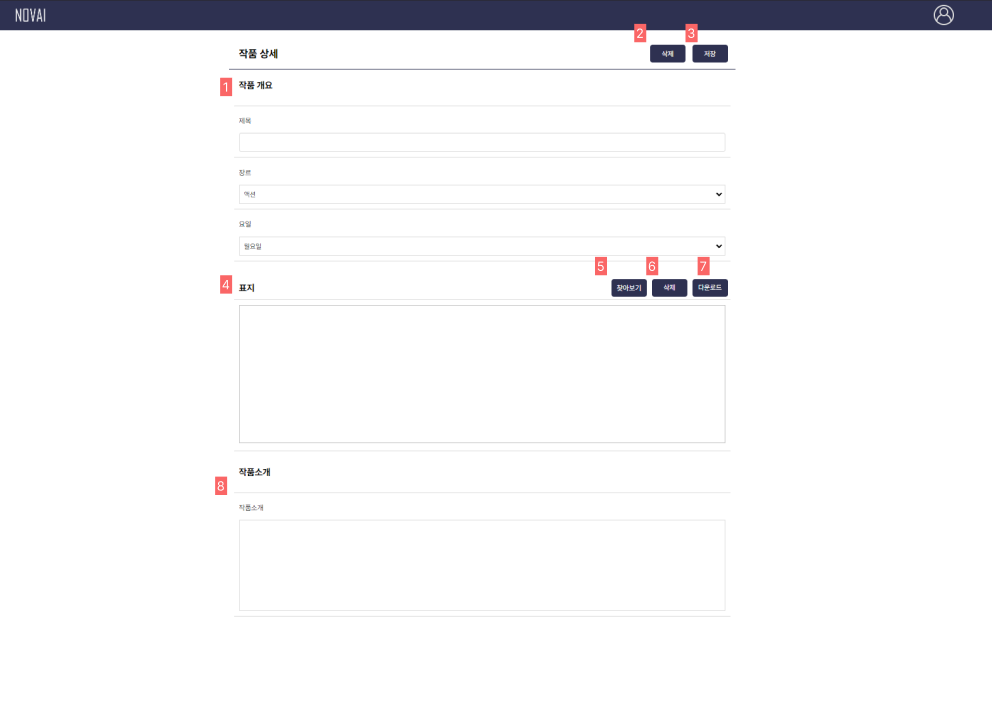 NOVAI
2
3
작품 상세
삭제
저장
1
작품 개요
제목
장르
액션
요일
월요일
5
6
7
4
표지
찾아보기
삭제
다운로드
작품소개
8
작품소개